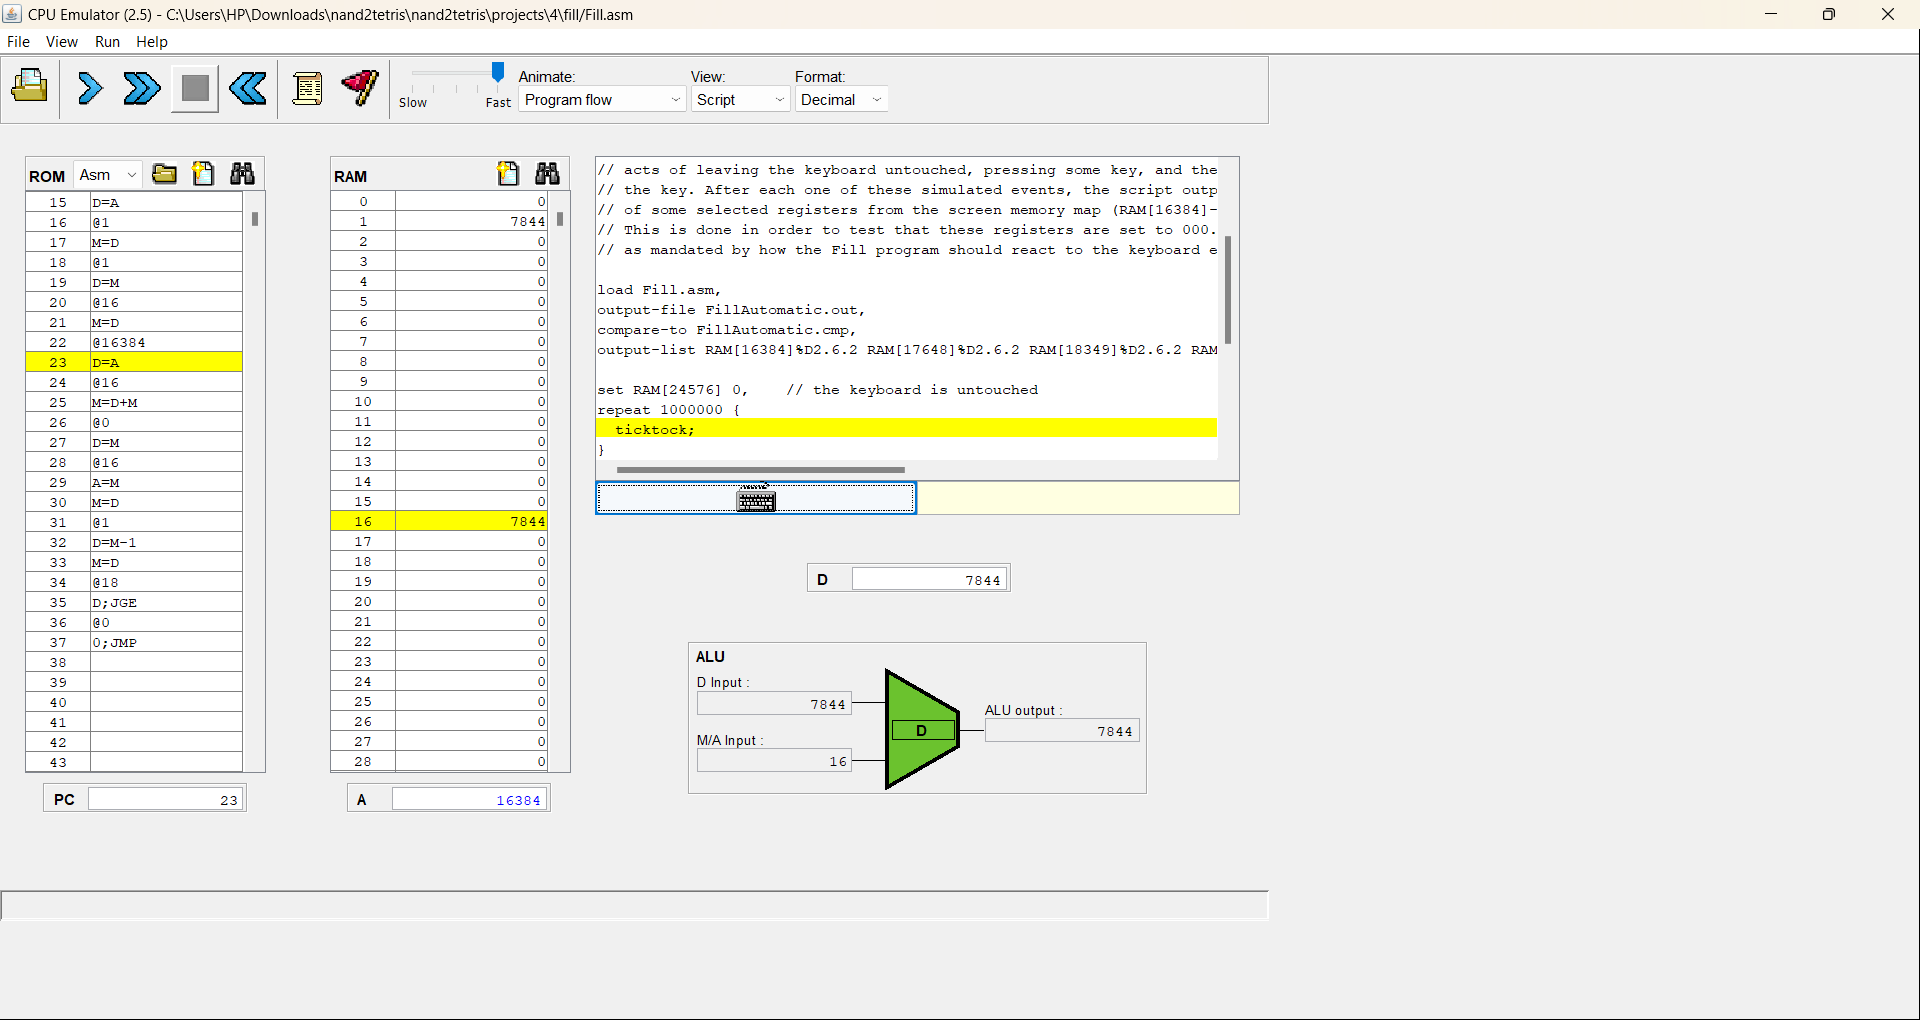 CPU Emulator (2.5) - C:\Users\HP\Downloads\nand2tetris\nand2tetris\projects\4\fill/Fill.asm
File View Run Help
Slow Fast
Animate:
Program flow
View:
Script
Format:
Decimal
ROM Asm
15 D=A
16 @1
17 M=D
18 @1
19 D=M
20 @16
21 M=D
22 @16384
23 D=A
24 @16
25 M=D+M
26 @0
27 D=M
28 @16
29 A=M
30 M=D
31 @1
32 D=M-1
33 M=D
34 @18
35 D;JGE
36 @0
37 0;JMP
38
39
40
41
42
43
PC 23
RAM
0 0
1 7844
2 0
3 0
4 0
5 0
6 0
7 0
8 0
9 0
10 0
11 0
12 0
13 0
14 0
15 0
16 7844
17 0
18 0
19 0
20 0
21 0
22 0
23 0
24 0
25 0
26 0
27 0
28 0
A 16384
// acts of leaving the keyboard untouched, pressing some key, and the
// the key. After each one of these simulated events, the script outp
// of some selected registers from the screen memory map (RAM[16384]-
// This is done in order to test that these registers are set to 000.
// as mandated by how the Fill program should react to the keyboard e
load Fill.asm,
output-file FillAutomatic.out,
compare-to FillAutomatic.cmp,
output-list RAM[16384]%D2.6.2 RAM[17648]%D2.6.2 RAM[18349]%D2.6.2 RAM
set RAM[24576] 0, // the keyboard is untouched
repeat 1000000 {
ticktock;
}
D 7844
ALU
D Input :
7844
M/A Input :
16
D
ALU output :
7844